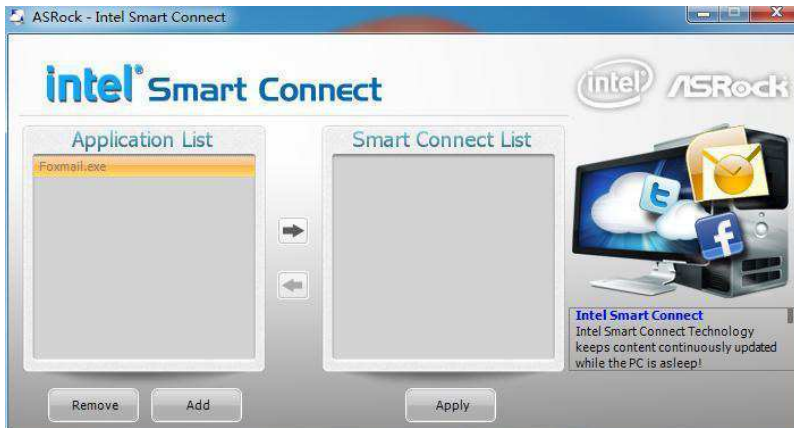 ASRock - Intel Smart Connect
intel Smart Connect
intel
ASRock
Application List
Smart Connect List
Foxmail.exe
Intel Smart Connect
Intel Smart Connect Technology
keeps content continuously updated
while the PC is asleep!
Remove
Add
Apply